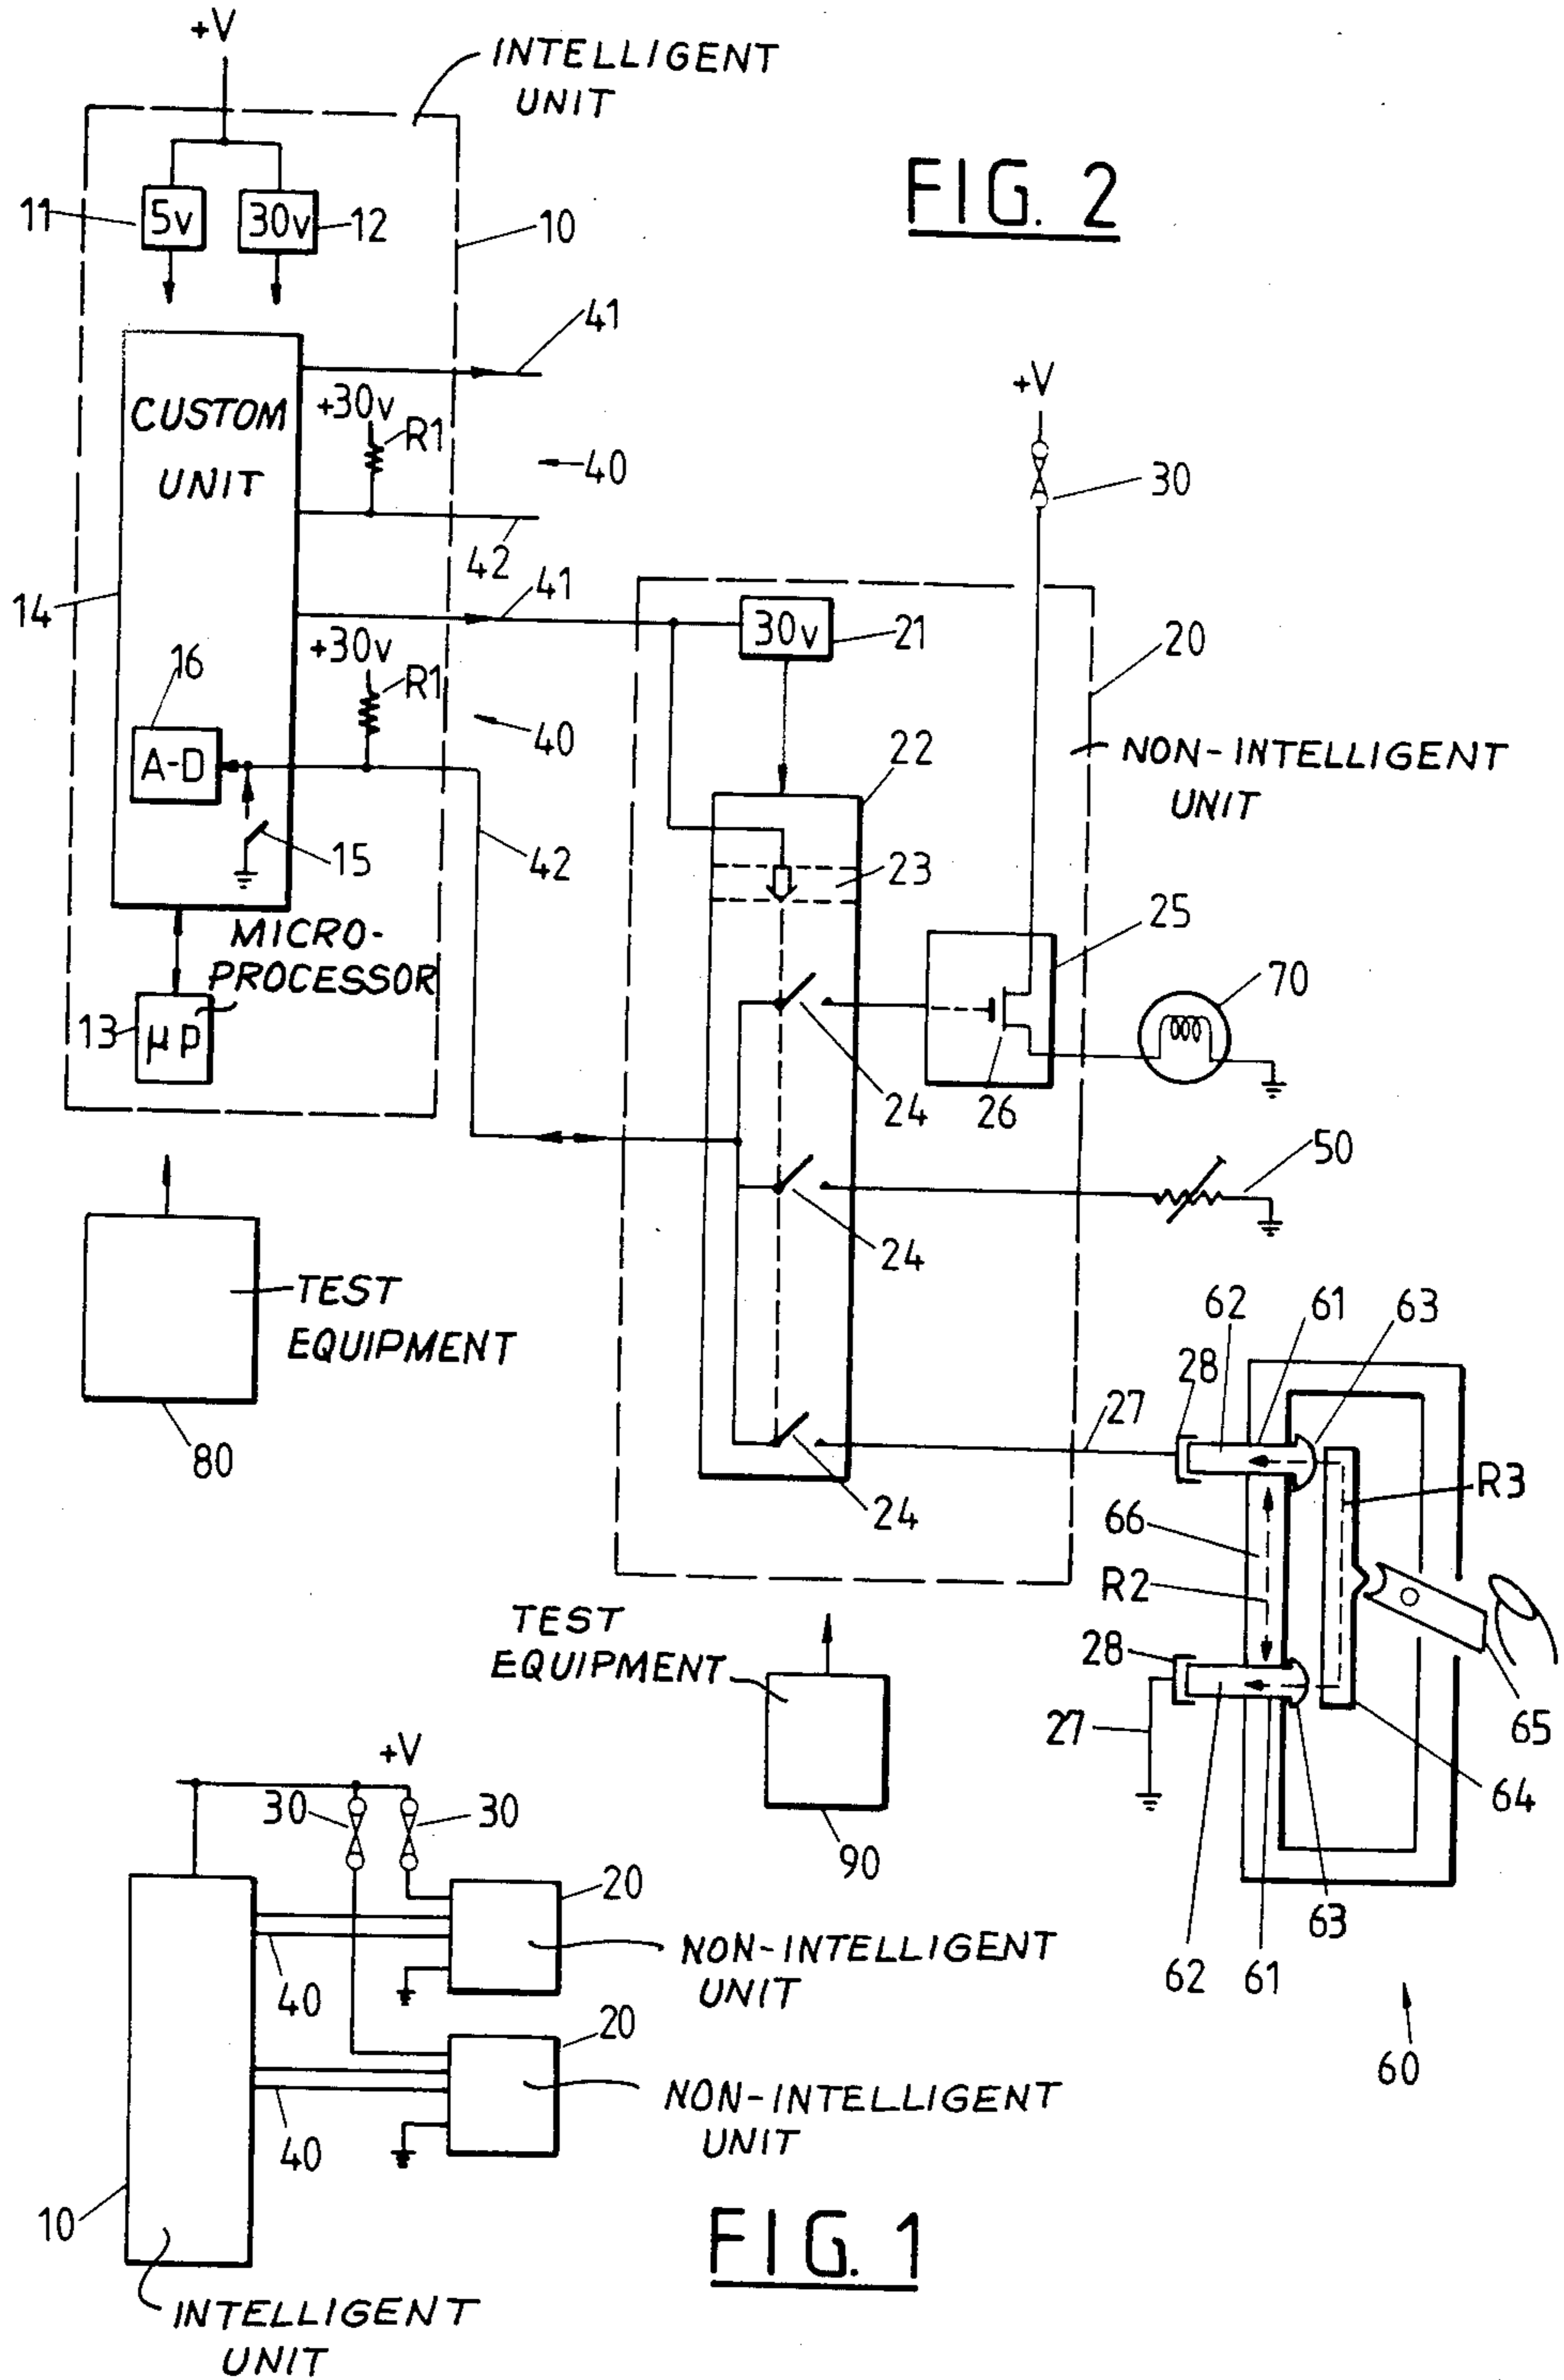 +V
INTELLIGENT
UNIT
FIG. 2
11
5v
30v
12
10
41
CUSTOM
UNIT
+30v
R1
40
42
+V
30
14
41
30v
21
20
16
+30v
R1
40
A-D
22
NON-INTELLIGENT
UNIT
15
42
23
MICRO-
PROCESSOR
25
70
13
μP
24
26
50
24
TEST
EQUIPMENT
80
62
61
63
28
27
24
R3
66
R2
TEST
EQUIPMENT
28
27
65
64
90
62
61
63
60
+V
30
30
20
NON-INTELLIGENT
UNIT
40
20
NON-INTELLIGENT
UNIT
40
10
FIG. 1
INTELLIGENT
UNIT